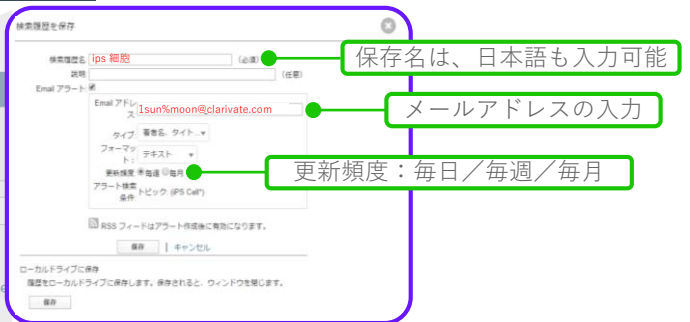 検索履歴を保存
検索履歴名 ips 細胞 (必須)
保存名は、日本語も入力可能
説明 (任意)
Email アラート:
Email アドレス 1sun%moon@clarivate.com
メールアドレスの入力
タイプ: 著者名、タイト...
フォーマット: テキスト
更新頻度: 毎週 毎月
更新頻度：毎日／毎週／毎月
アラート検索条件: トピック: (iPS Cell*)
RSS フィードはアラート作成後に有効になります。
保存 | キャンセル
ローカルドライブに保存
履歴をローカルドライブに保存します。保存されると、ウィンドウを閉じます。
保存